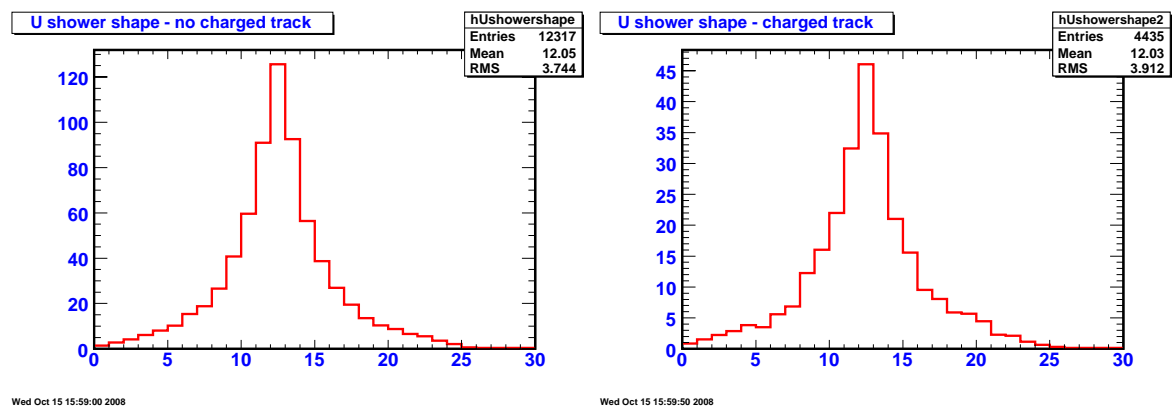 U shower shape - no charged track
hUshowershape
Entries 12317
Mean 12.05
RMS 3.744
120
100
80
60
40
20
0
0 5 10 15 20 25 30
Wed Oct 15 15:59:00 2008
U shower shape - charged track
hUshowershape2
Entries 4435
Mean 12.03
RMS 3.912
45
40
35
30
25
20
15
10
5
0
0 5 10 15 20 25 30
Wed Oct 15 15:59:50 2008